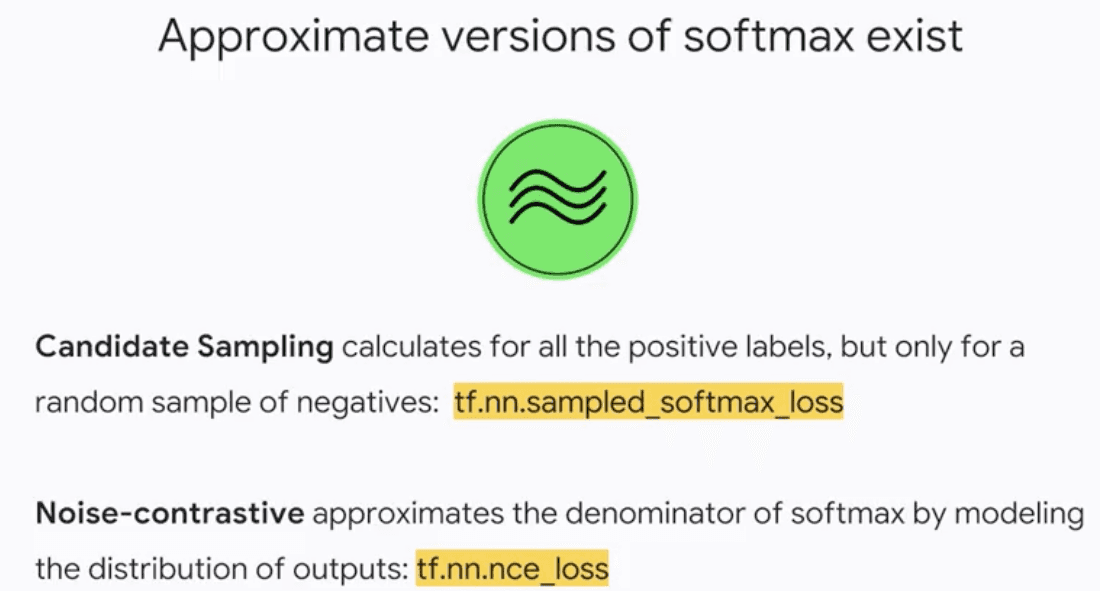 Approximate versions of softmax exist
Candidate Sampling calculates for all the positive labels, but only for a
random sample of negatives: tf.nn.sampled_softmax_loss
Noise-contrastive approximates the denominator of softmax by modeling
the distribution of outputs: tf.nn.nce_loss